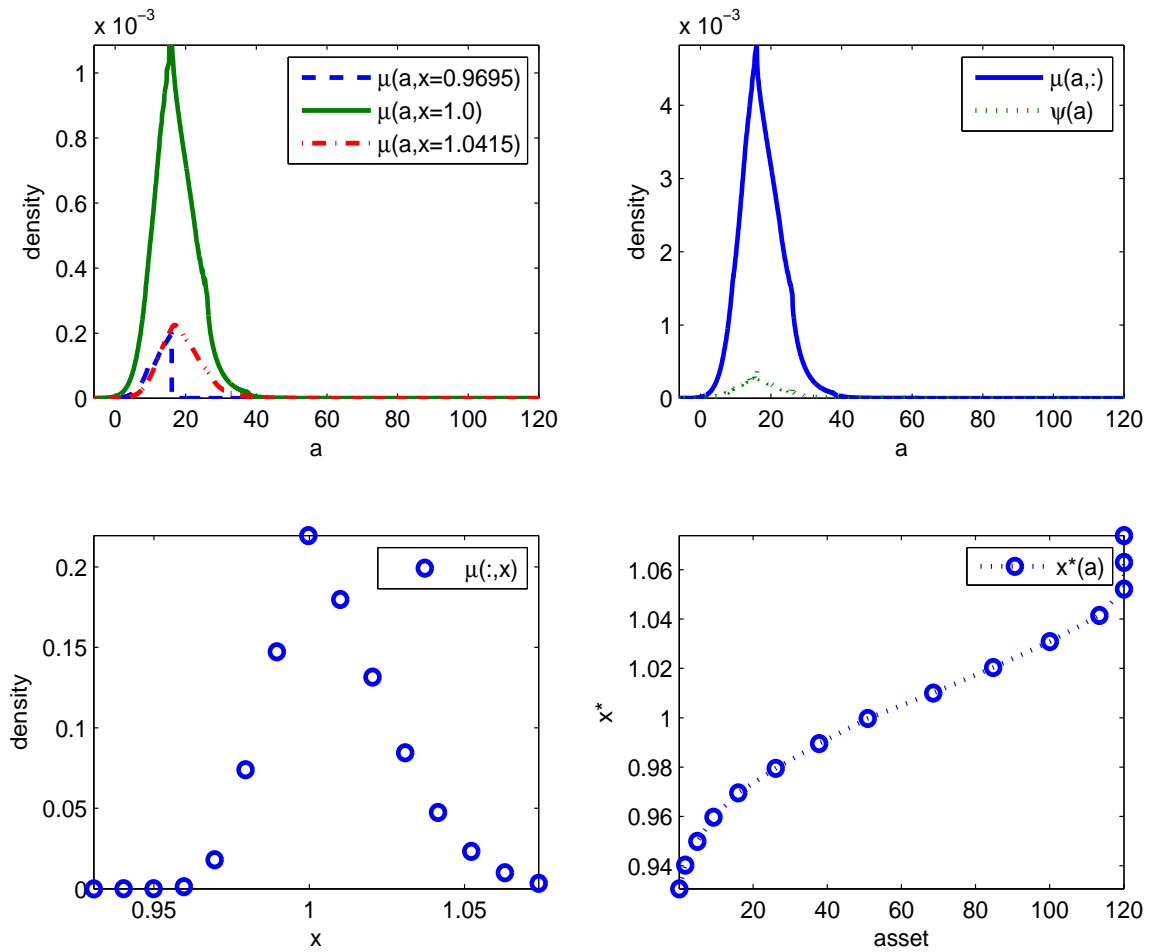 x 10^−3
1
0.8
0.6
0.4
0.2
0
0 20 40 60 80 100 120
a
density
μ(a,x=0.9695)
μ(a,x=1.0)
μ(a,x=1.0415)
x 10^−3
4
3
2
1
0
0 20 40 60 80 100 120
a
density
μ(a,:)
ψ(a)
0.2
0.15
0.1
0.05
0
0.95 1 1.05
x
density
μ(:,x)
1.06
1.04
1.02
1
0.98
0.96
0.94
20 40 60 80 100 120
asset
x*
x*(a)